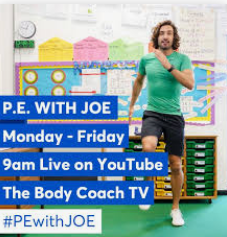 P.E. WITH JOE
Monday - Friday
9am Live on YouTube
The Body Coach TV
#PEwithJOE